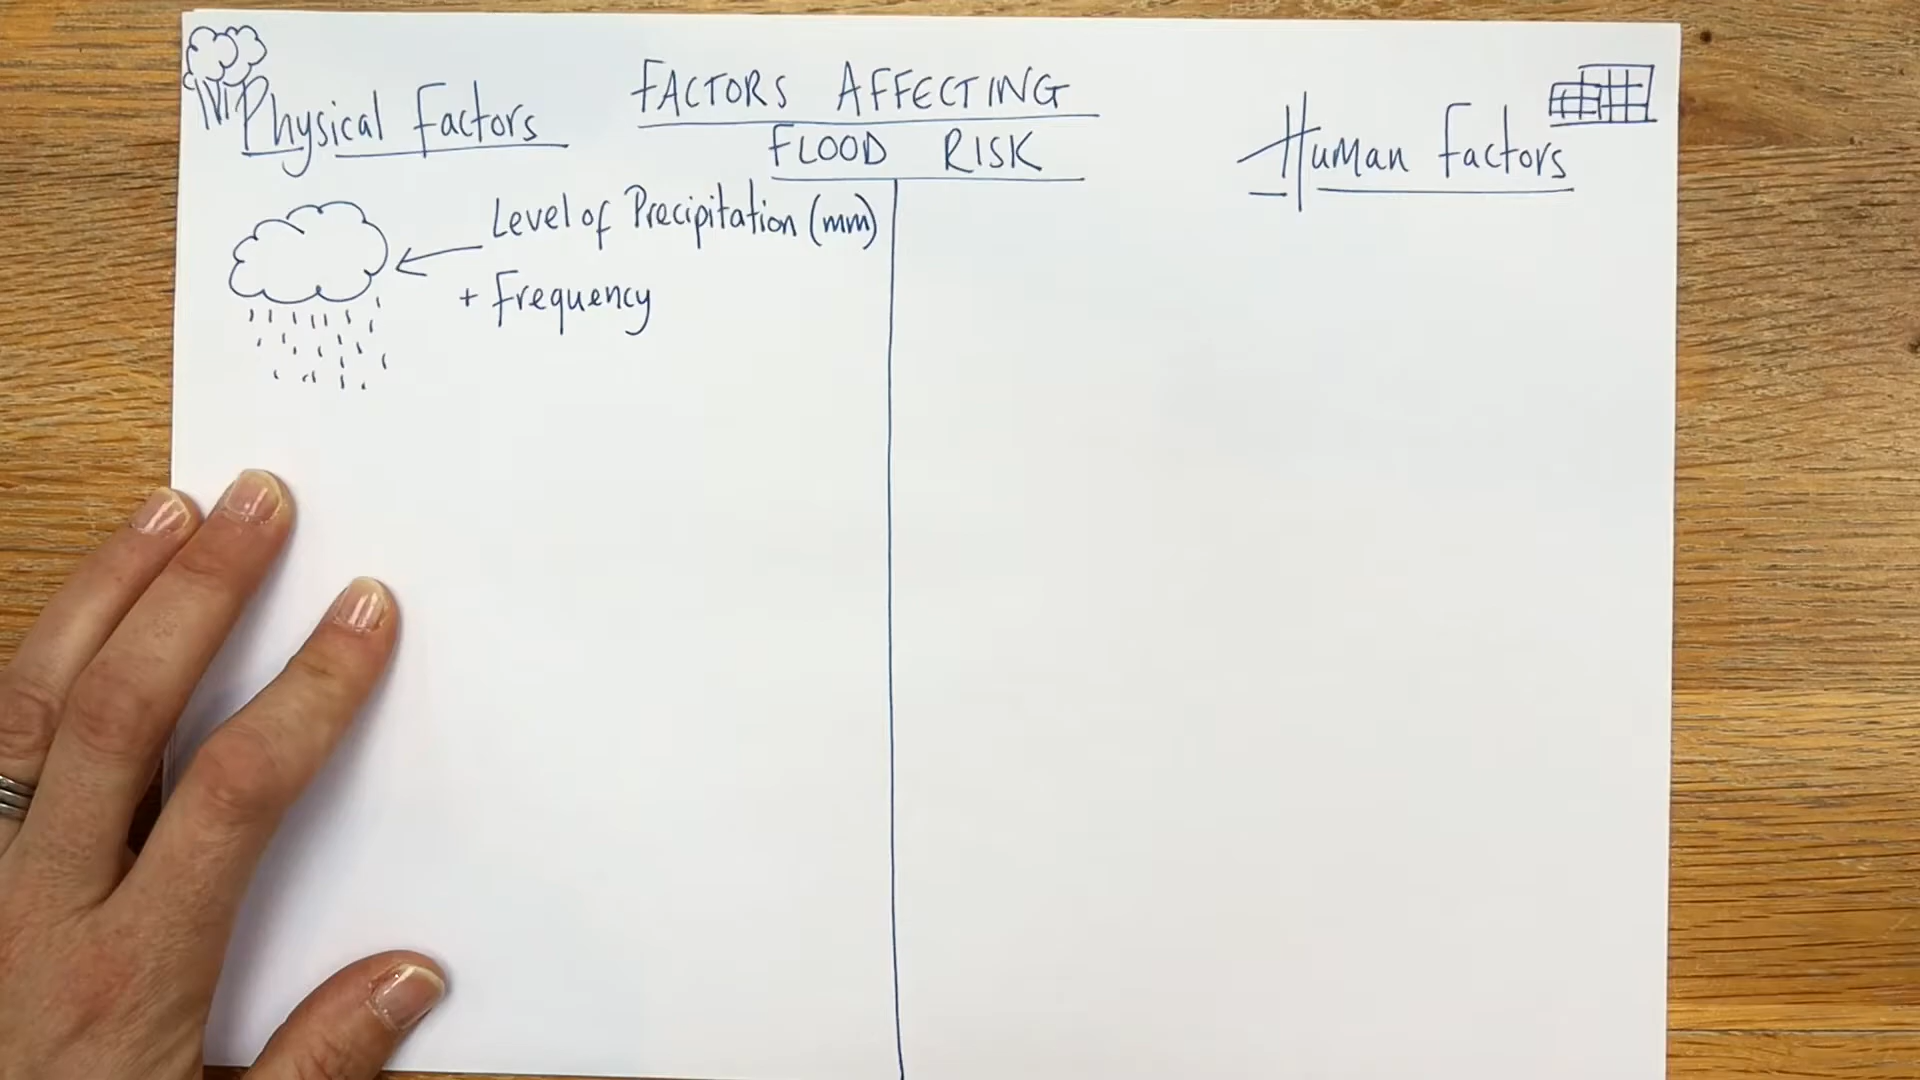 FACTORS AFFECTING
FLOOD RISK
Physical Factors
Level of Precipitation (mm)
+ Frequency
Human Factors